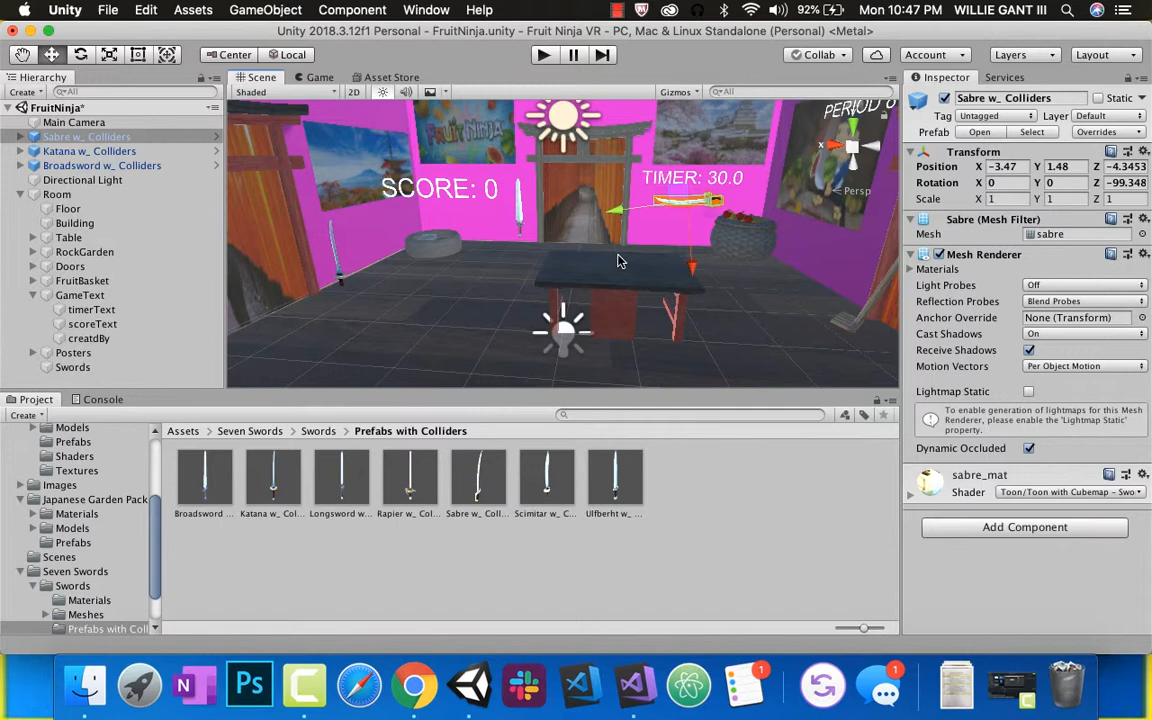 Unity File Edit Assets GameObject Component Window Help 92% Mon 10:47 PM WILLIE GANT III
Unity 2018.3.12f1 Personal - FruitNinja.unity - Fruit Ninja VR - PC, Mac & Linux Standalone (Personal) <Metal>
Center Local Collab Account Layers Layout
Hierarchy Scene Game Asset Store Inspector Services
Create All Shaded 2D Gizmos All
FruitNinja*
Main Camera
Sabre w_ Colliders
Katana w_ Colliders
Broadsword w_ Colliders
Directional Light
Room
Floor
Building
Table
RockGarden
Doors
FruitBasket
GameText
timerText
scoreText
creatdBy
Posters
Swords
FRUIT NINJA
PERIOD 6
SCORE: 0
TIMER: 30.0
x
Persp
Sabre w_ Colliders Static
Tag Untagged Layer Default
Prefab Open Select Overrides
Transform
Position X -3.47 Y 1.48 Z -4.3453
Rotation X 0 Y 0 Z -99.348
Scale X 1 Y 1 Z 1
Sabre (Mesh Filter)
Mesh sabre
Mesh Renderer
Materials
Light Probes Off
Reflection Probes Blend Probes
Anchor Override None (Transform)
Cast Shadows On
Receive Shadows
Motion Vectors Per Object Motion
Lightmap Static
To enable generation of lightmaps for this Mesh
Renderer, please enable the 'Lightmap Static'
property.
Dynamic Occluded
sabre_mat
Shader Toon/Toon with Cubemap - Swo
Add Component
Project Console
Create
Models
Prefabs
Shaders
Textures
Images
Japanese Garden Pack
Materials
Models
Prefabs
Scenes
Seven Swords
Swords
Materials
Meshes
Prefabs with Coll
Assets Seven Swords Swords Prefabs with Colliders
Broadsword ... Katana w_ Col... Longsword w... Rapier w_ Col... Sabre w_ Coll... Scimitar w_ C... Ulfberht w_ ...
N Ps C 1 1